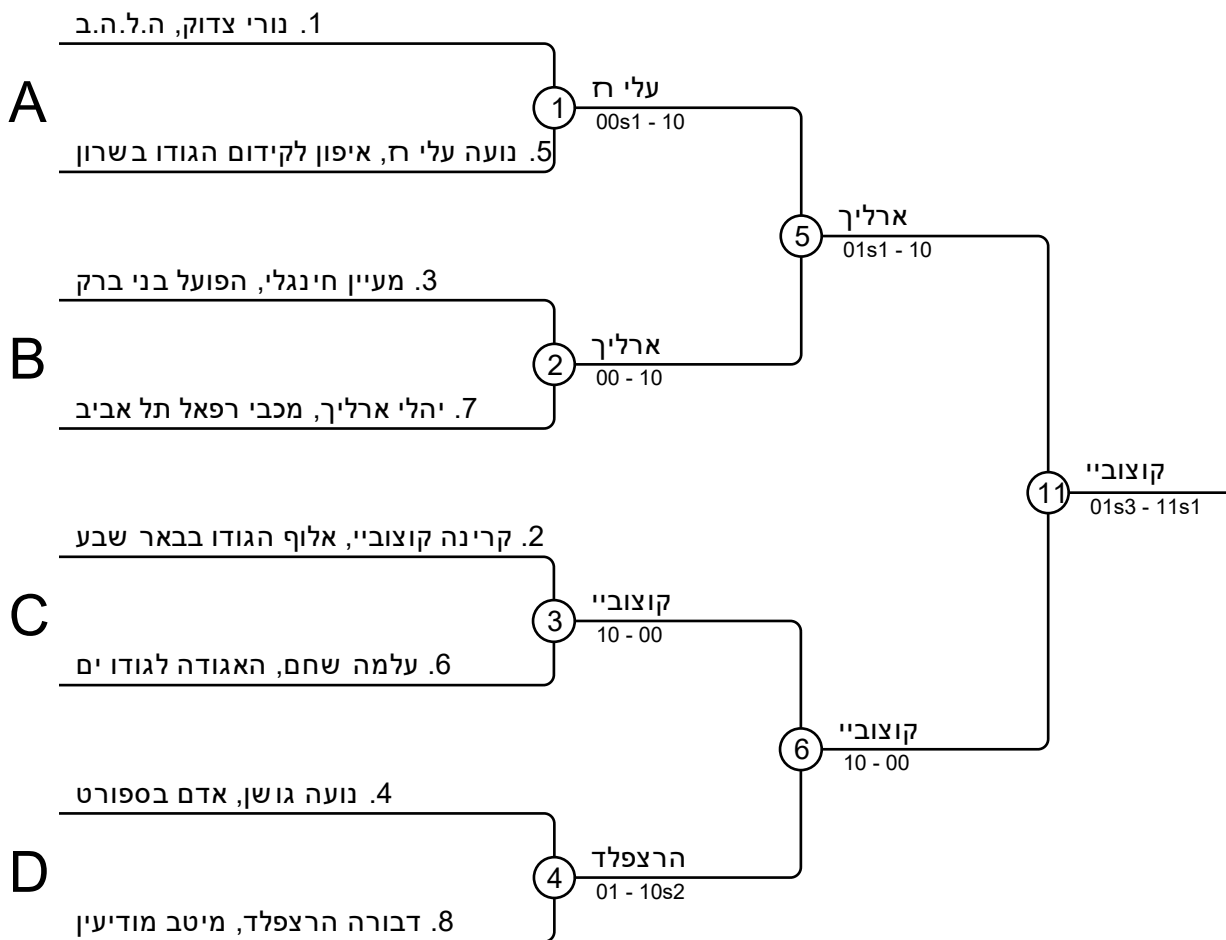 1. נורי צדוק, ה.ל.ה.ב
A
1
עלי רז
00s1 - 10
5. נועה עלי רז, איפון לקידום הגודו בשרון
5
ארליך
01s1 - 10
3. מעיין חינגלי, הפועל בני ברק
B
2
ארליך
00 - 10
7. יהלי ארליך, מכבי רפאל תל אביב
11
קוצוביי
01s3 - 11s1
2. קרינה קוצוביי, אלוף הגודו בבאר שבע
C
3
קוצוביי
10 - 00
6. עלמה שחם, האגודה לגודו ים
6
קוצוביי
10 - 00
4. נועה גושן, אדם בספורט
D
4
הרצפלד
01 - 10s2
8. דבורה הרצפלד, מיטב מודיעין